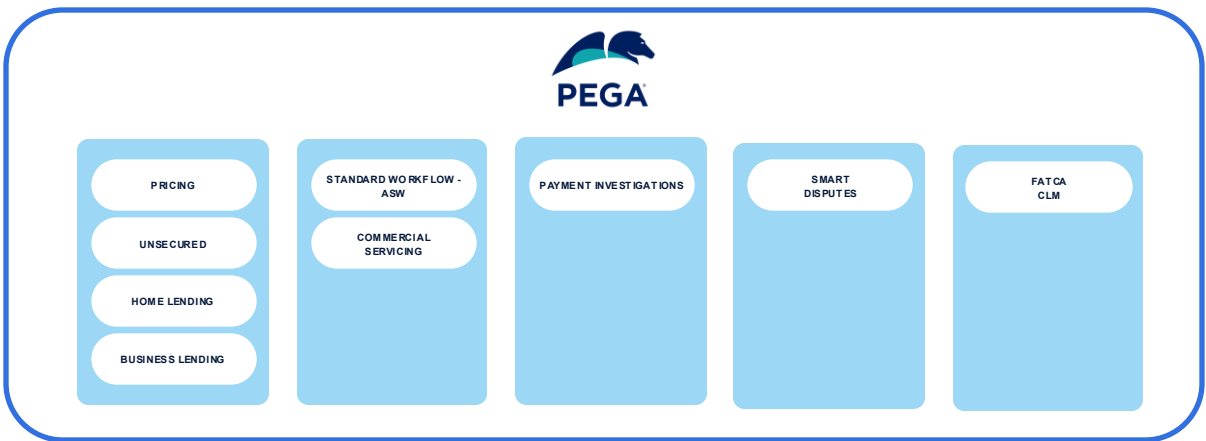 PEGA
PRICING
UNSECURED
HOME LENDING
BUSINESS LENDING
STANDARD WORKFLOW -
ASW
COMMERCIAL
SERVICING
PAYMENT INVESTIGATIONS
SMART
DISPUTES
FATCA
CLM